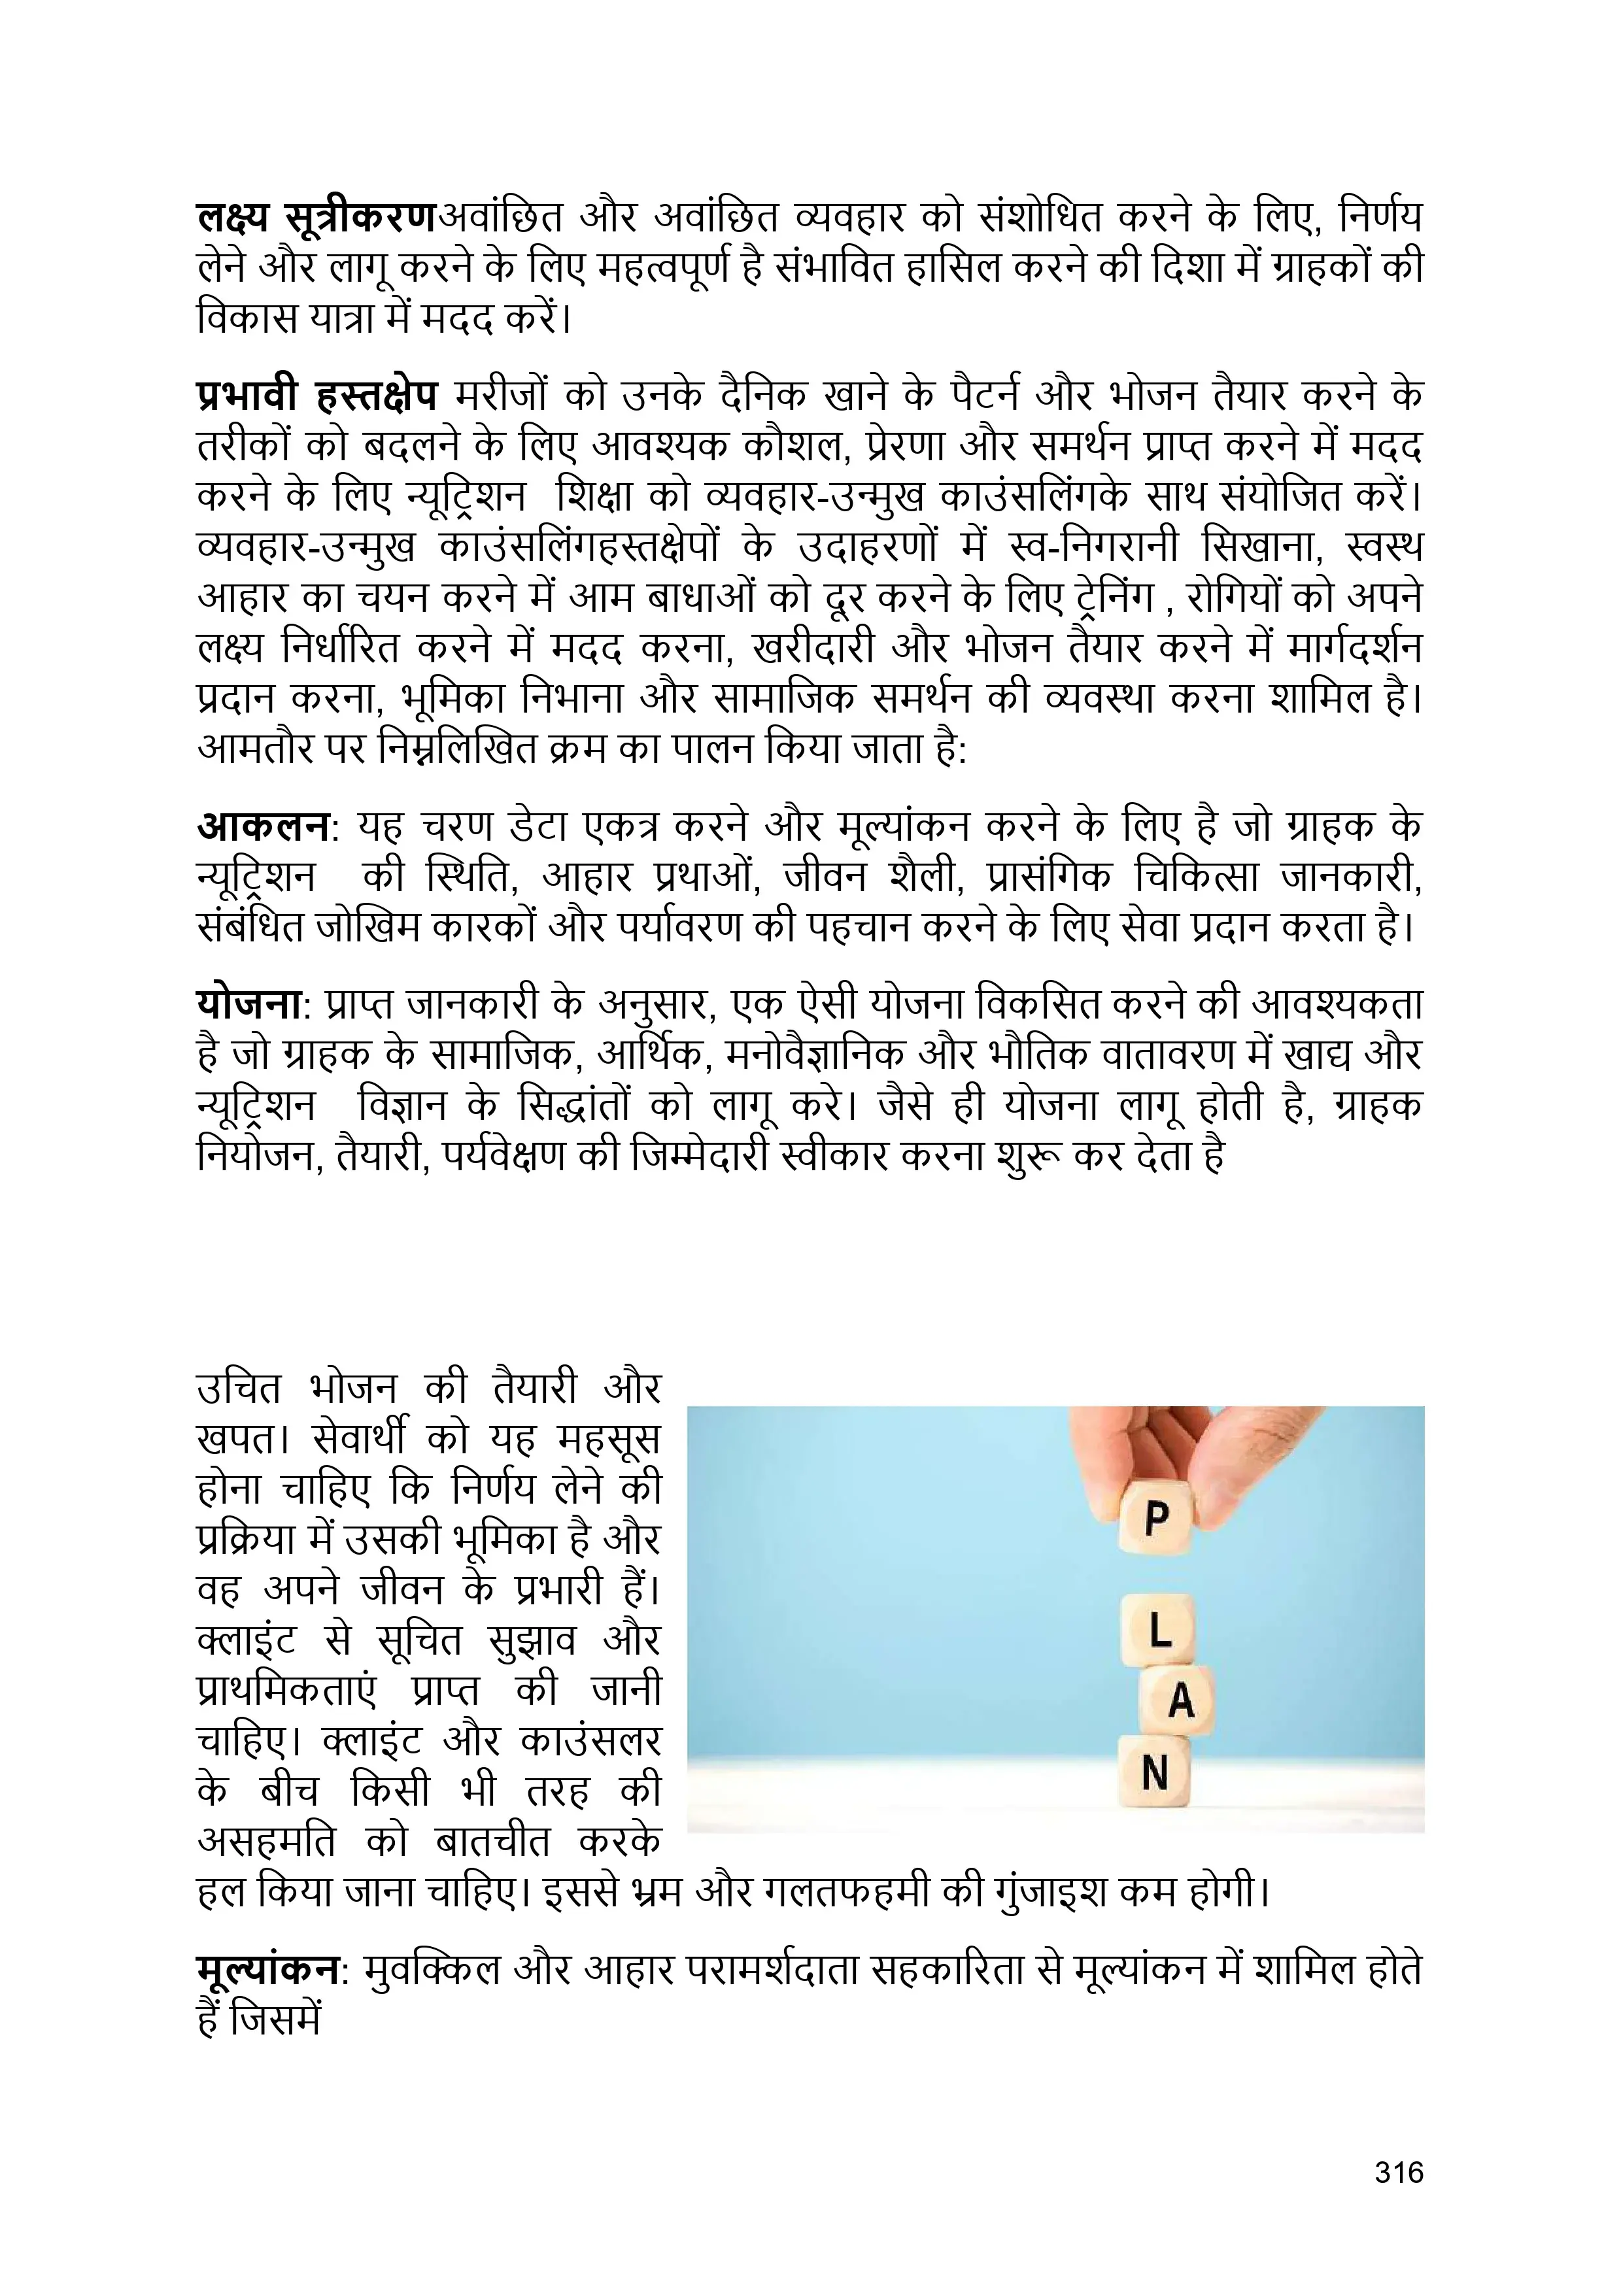 लक्ष्य सूत्रीकरणअवांछित और अवांछित व्यवहार को संशोधित करने के लिए, निर्णय
लेने और लागू करने के लिए महत्वपूर्ण है संभावित हासिल करने की दिशा में ग्राहकों की
विकास यात्रा में मदद करें।
प्रभावी हस्तक्षेप मरीजों को उनके दैनिक खाने के पैटर्न और भोजन तैयार करने के
तरीकों को बदलने के लिए आवश्यक कौशल, प्रेरणा और समर्थन प्राप्त करने में मदद
करने के लिए न्यूट्रिशन  शिक्षा को व्यवहार-उन्मुख काउंसलिंगके साथ संयोजित करें।
व्यवहार-उन्मुख काउंसलिंगहस्तक्षेपों के उदाहरणों में स्व-निगरानी सिखाना, स्वस्थ
आहार का चयन करने में आम बाधाओं को दूर करने के लिए ट्रेनिंग , रोगियों को अपने
लक्ष्य निर्धारित करने में मदद करना, खरीदारी और भोजन तैयार करने में मार्गदर्शन
प्रदान करना, भूमिका निभाना और सामाजिक समर्थन की व्यवस्था करना शामिल है।
आमतौर पर निम्नलिखित क्रम का पालन किया जाता है:
आकलन: यह चरण डेटा एकत्र करने और मूल्यांकन करने के लिए है जो ग्राहक के
न्यूट्रिशन  की स्थिति, आहार प्रथाओं, जीवन शैली, प्रासंगिक चिकित्सा जानकारी,
संबंधित जोखिम कारकों और पर्यावरण की पहचान करने के लिए सेवा प्रदान करता है।
योजना: प्राप्त जानकारी के अनुसार, एक ऐसी योजना विकसित करने की आवश्यकता
है जो ग्राहक के सामाजिक, आर्थिक, मनोवैज्ञानिक और भौतिक वातावरण में खाद्य और
न्यूट्रिशन  विज्ञान के सिद्धांतों को लागू करे। जैसे ही योजना लागू होती है, ग्राहक
नियोजन, तैयारी, पर्यवेक्षण की जिम्मेदारी स्वीकार करना शुरू कर देता है
उचित भोजन की तैयारी और
खपत। सेवार्थी को यह महसूस
होना चाहिए कि निर्णय लेने की
प्रक्रिया में उसकी भूमिका है और
वह अपने जीवन के प्रभारी हैं।
क्लाइंट से सूचित सुझाव और
प्राथमिकताएं प्राप्त की जानी
चाहिए। क्लाइंट और काउंसलर
के बीच किसी भी तरह की
असहमति को बातचीत करके
हल किया जाना चाहिए। इससे भ्रम और गलतफहमी की गुंजाइश कम होगी।
P
L
A
N
मूल्यांकन: मुवक्किल और आहार परामर्शदाता सहकारिता से मूल्यांकन में शामिल होते
हैं जिसमें
316